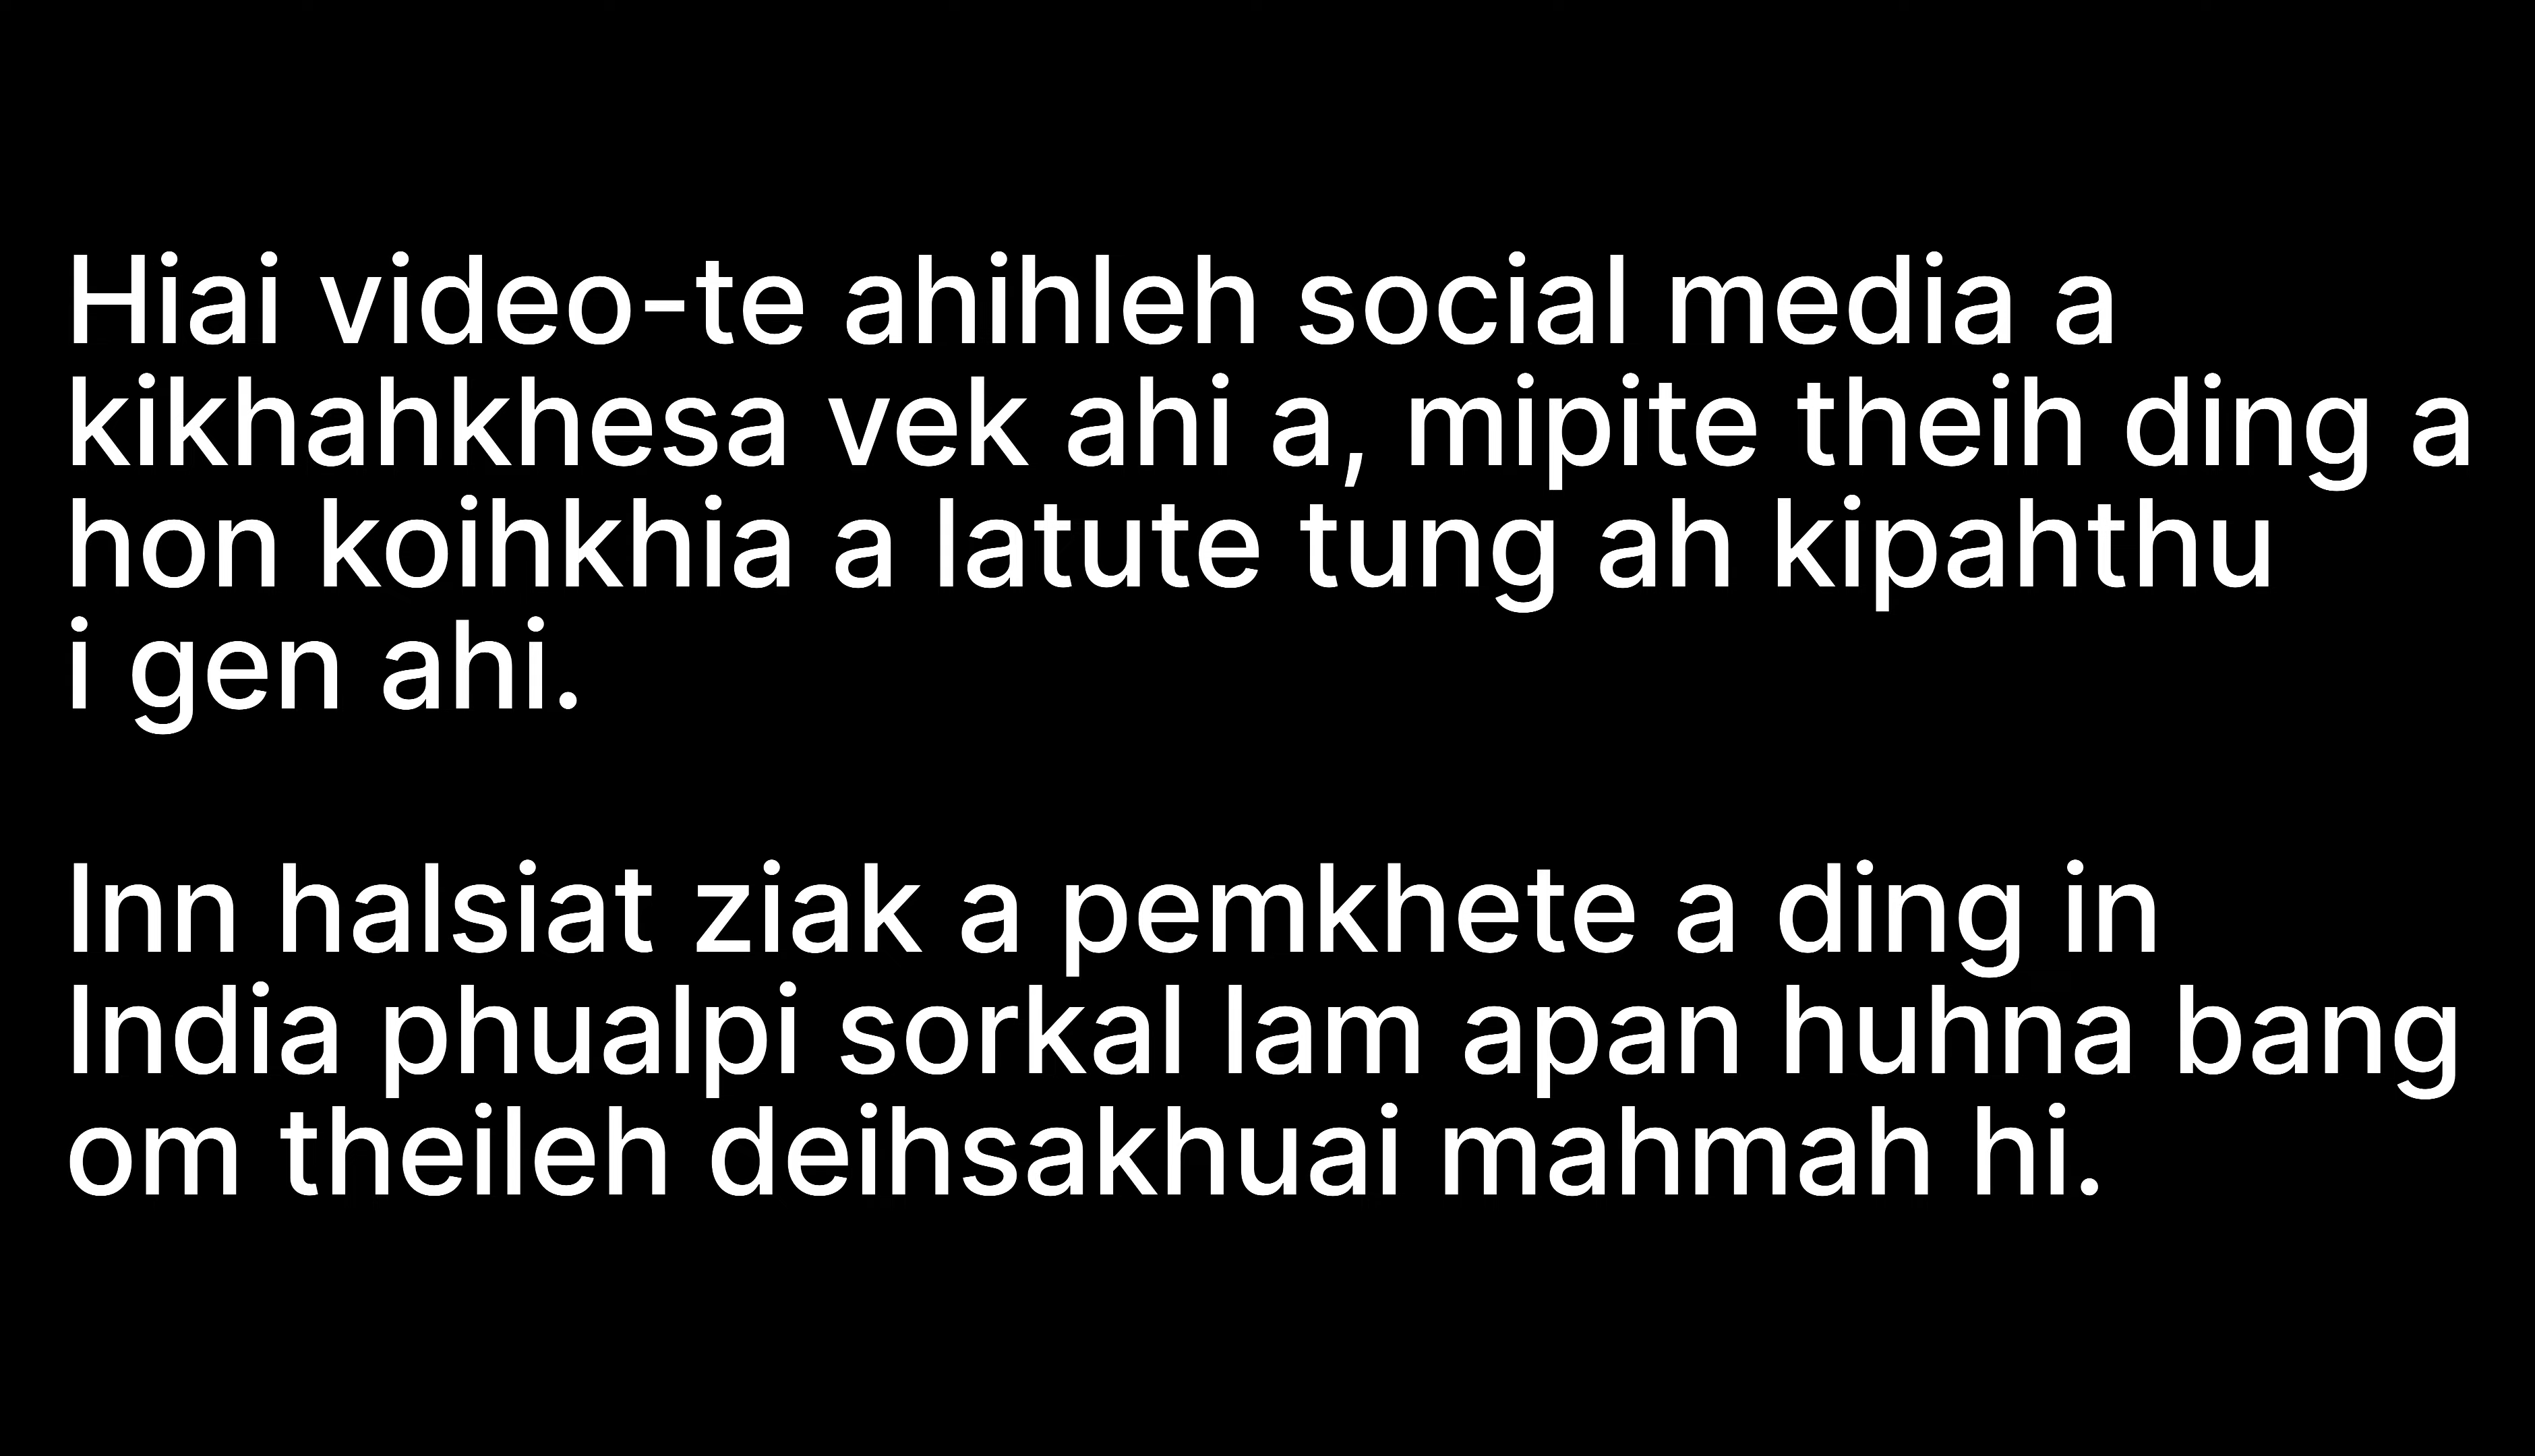 Hiai video-te ahihleh social media a
kikhahkhesa vek ahi a, mipite theih ding a
hon koihkhia a latute tung ah kipahthu
i gen ahi.
Inn halsiat ziak a pemkhete a ding in
India phualpi sorkal lam apan huhna bang
om theileh deihsakhuai mahmah hi.